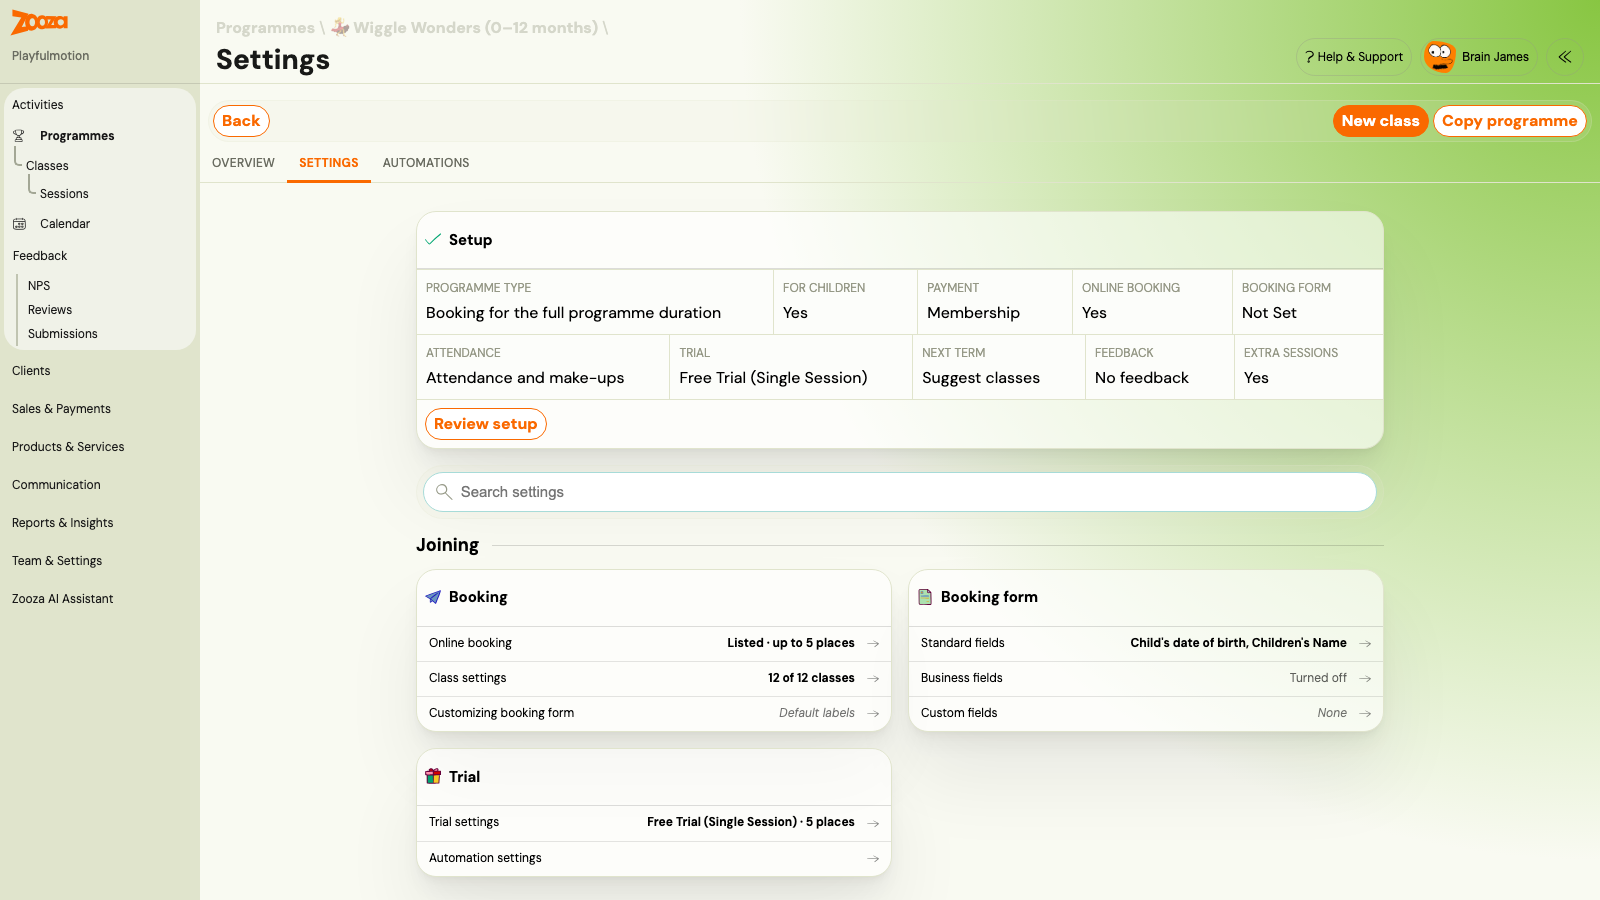 Zooza
Playfulmotion
Activities
Programmes
Classes
Sessions
Calendar
Feedback
NPS
Reviews
Submissions
Clients
Sales & Payments
Products & Services
Communication
Reports & Insights
Team & Settings
Zooza AI Assistant
Programmes \ Wiggle Wonders (0–12 months) \
Settings
? Help & Support
Brain James
Back
New class
Copy programme
OVERVIEW
SETTINGS
AUTOMATIONS
Setup
PROGRAMME TYPE
Booking for the full programme duration
FOR CHILDREN
Yes
PAYMENT
Membership
ONLINE BOOKING
Yes
BOOKING FORM
Not Set
ATTENDANCE
Attendance and make-ups
TRIAL
Free Trial (Single Session)
NEXT TERM
Suggest classes
FEEDBACK
No feedback
EXTRA SESSIONS
Yes
Review setup
Search settings
Joining
Booking
Online booking Listed · up to 5 places
Class settings 12 of 12 classes
Customizing booking form Default labels
Booking form
Standard fields Child's date of birth, Children's Name
Business fields Turned off
Custom fields None
Trial
Trial settings Free Trial (Single Session) · 5 places
Automation settings